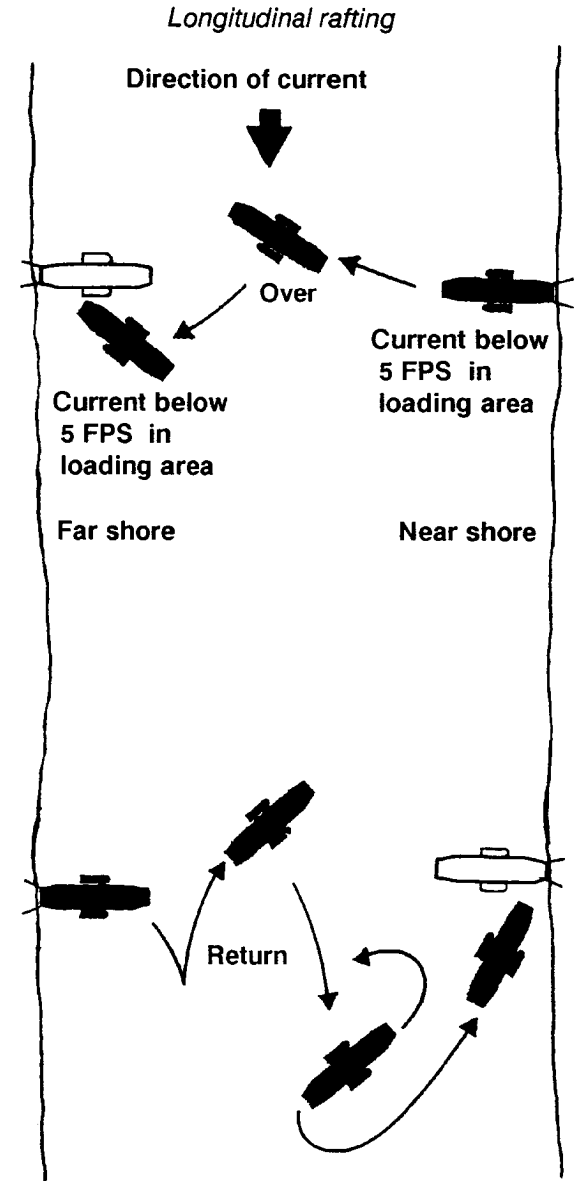 Longitudinal rafting
Direction of current
Over
Current below
5 FPS in
loading area
Current below
5 FPS in
loading area
Far shore
Near shore
Return